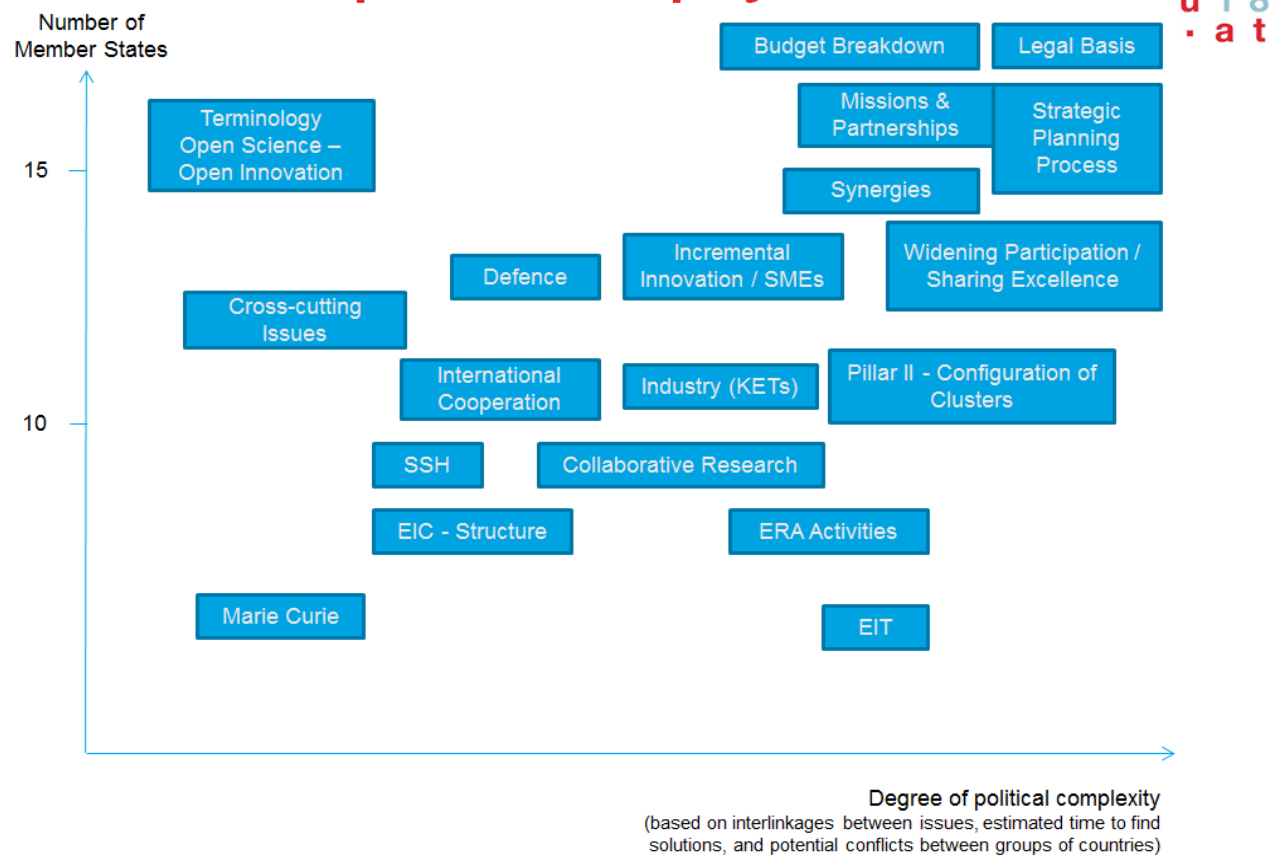 u 1 8
. a t
Number of
Member States
Budget Breakdown
Legal Basis
Terminology
Open Science –
Open Innovation
Missions &
Partnerships
Strategic
Planning
Process
15
Synergies
Defence
Incremental
Innovation / SMEs
Widening Participation /
Sharing Excellence
Cross-cutting
Issues
International
Cooperation
Industry (KETs)
Pillar II - Configuration of
Clusters
10
SSH
Collaborative Research
EIC - Structure
ERA Activities
Marie Curie
EIT
Degree of political complexity
(based on interlinkages between issues, estimated time to find
solutions, and potential conflicts between groups of countries)